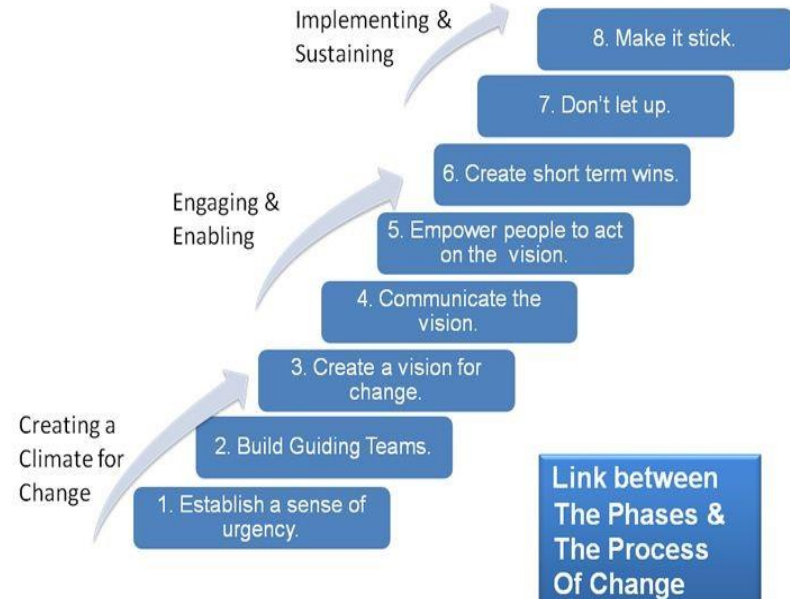 Implementing &
Sustaining
8. Make it stick.
7. Don't let up.
6. Create short term wins.
Engaging &
Enabling
5. Empower people to act
on the vision.
4. Communicate the
vision.
3. Create a vision for
change.
Creating a
Climate for
Change
2. Build Guiding Teams.
1. Establish a sense of
urgency.
Link between
The Phases &
The Process
Of Change